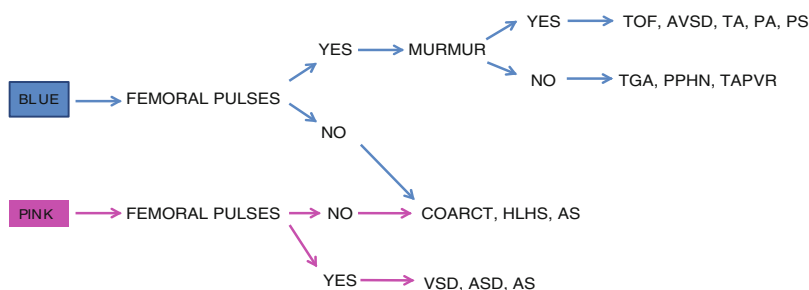 YES TOF, AVSD, TA, PA, PS
YES MURMUR
NO TGA, PPHN, TAPVR
BLUE FEMORAL PULSES
NO
PINK FEMORAL PULSES NO COARCT, HLHS, AS
YES VSD, ASD, AS